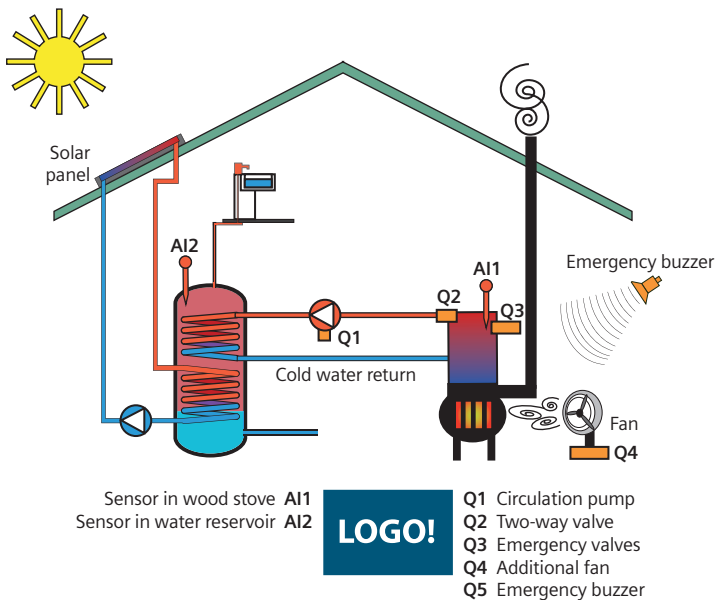 Solar
panel
AI2
AI1
Emergency buzzer
Q2
Q3
Q1
Cold water return
Fan
Q4
Sensor in wood stove AI1
Sensor in water reservoir AI2
LOGO!
Q1 Circulation pump
Q2 Two-way valve
Q3 Emergency valves
Q4 Additional fan
Q5 Emergency buzzer